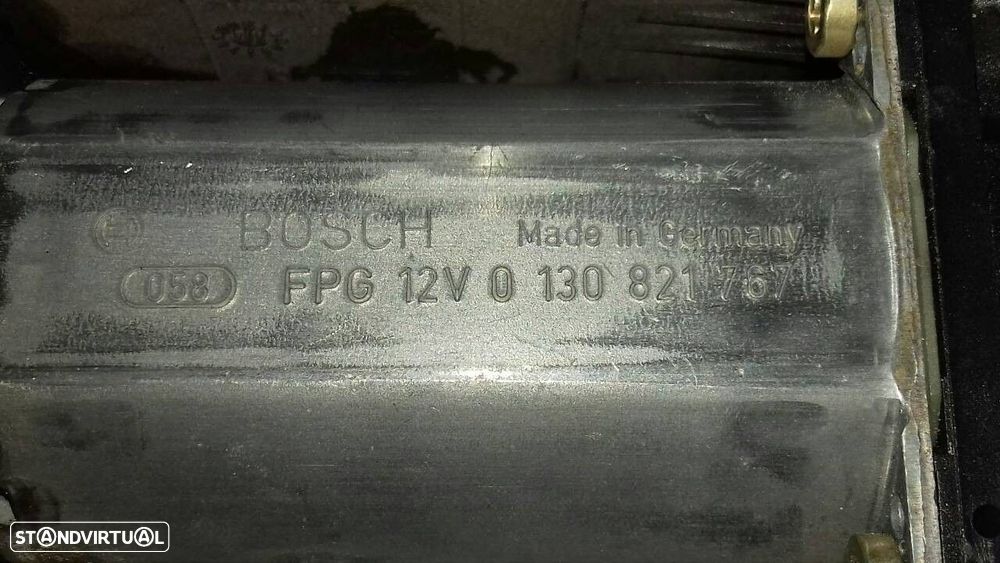 BOSCH Made in Germany
058 FPG 12V 0 130 821 767
STANDVIRTUAL